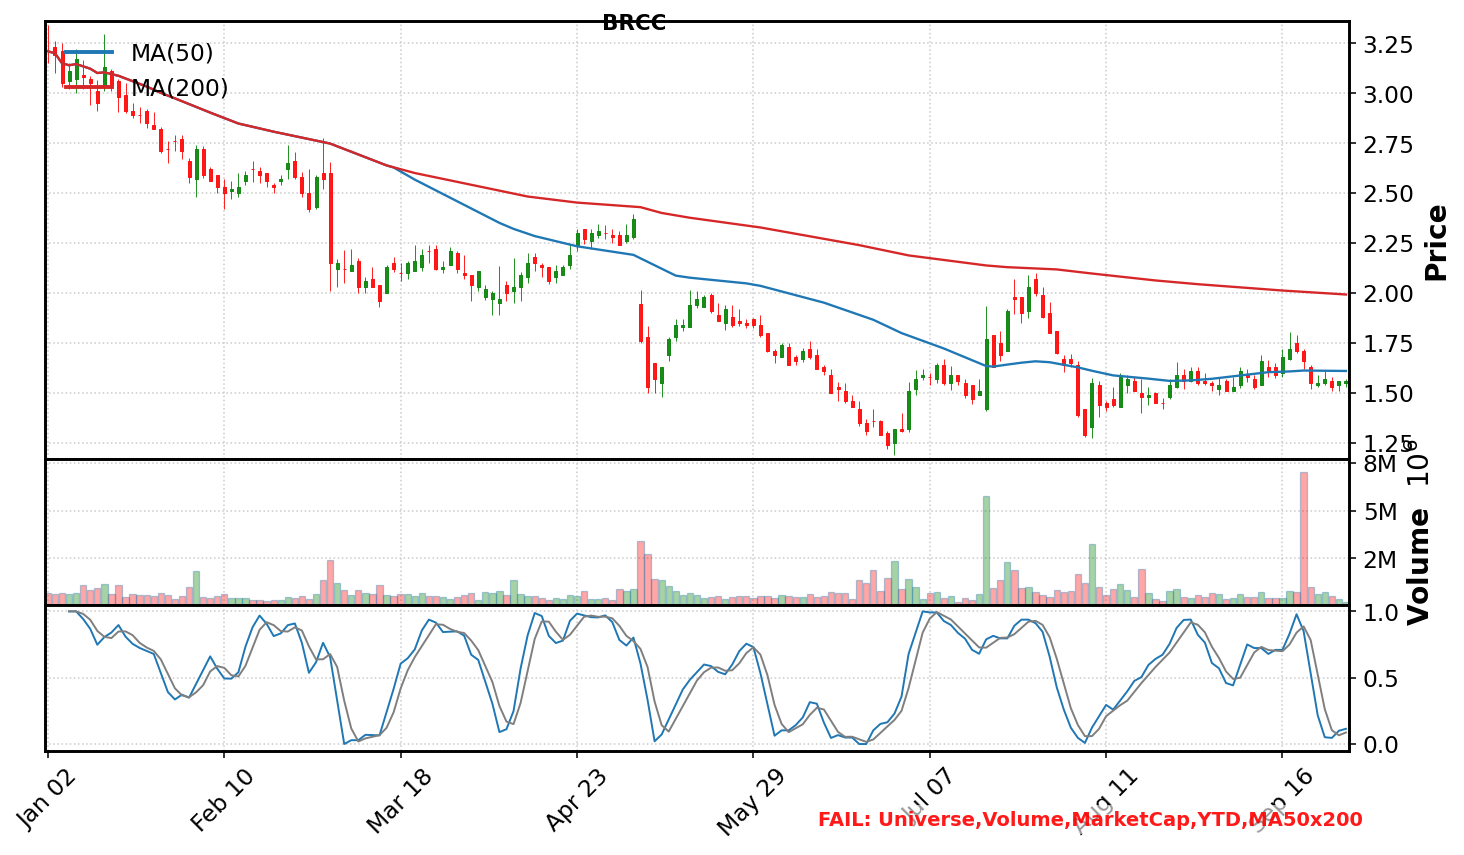 BRCC
MA(50)
MA(200)
3.25
3.00
2.75
2.50
2.25
2.00
1.75
1.50
1.25
Price
10⁶
8M
5M
2M
Volume
1.0
0.5
0.0
Jan 02
Feb 10
Mar 18
Apr 23
May 29
Jul 07
Aug 11
Sep 16
FAIL: Universe,Volume,MarketCap,YTD,MA50x200